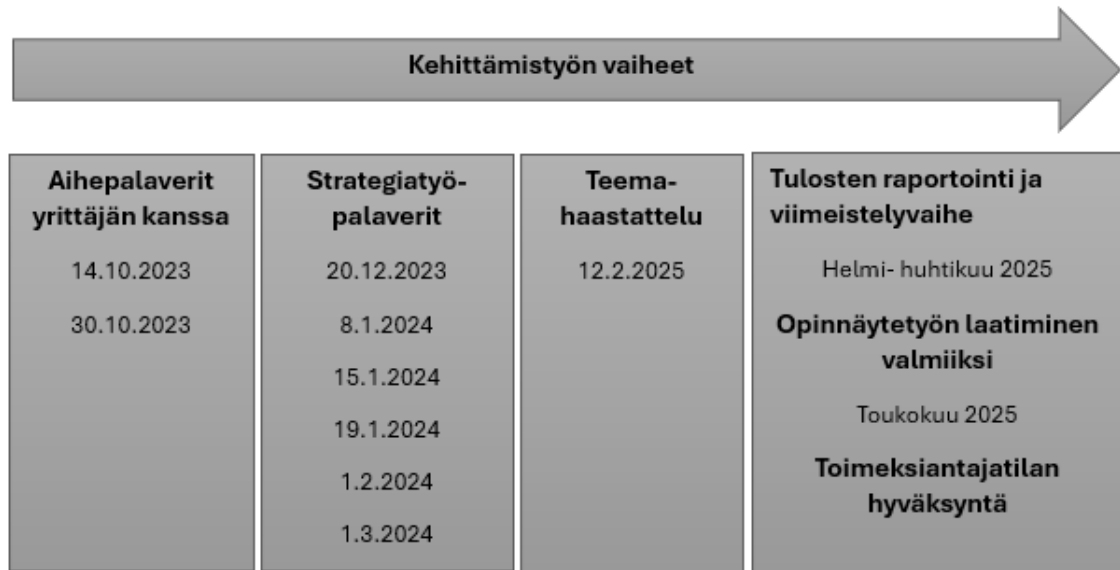 Kehittämistyön vaiheet
Aihepalaverit
yrittäjän kanssa
14.10.2023
30.10.2023
Strategiatyö-
palaverit
20.12.2023
8.1.2024
15.1.2024
19.1.2024
1.2.2024
1.3.2024
Teema-
haastattelu
12.2.2025
Tulosten raportointi ja
viimeistelyvaihe
Helmi- huhtikuu 2025
Opinnäytetyön laatiminen
valmiiksi
Toukokuu 2025
Toimeksiantajatilan
hyväksyntä